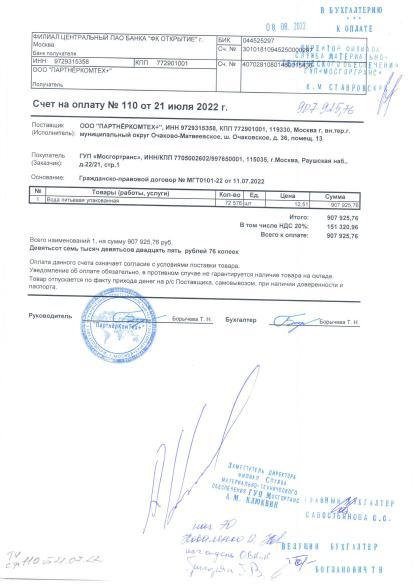 В БУХГАЛТЕРИЮ
08 08. 2022
К ОПЛАТЕ
ФИЛИАЛ ЦЕНТРАЛЬНЫЙ ПАО БАНКА "ФК ОТКРЫТИЕ" г. Москва
БИК 044525297
Сч. №
Банк получателя
ИНН 9729315358 КПП 772901001
Сч. №
ООО "ПАРТНЁРКОМТЕХ+"
Получатель
ДИРЕКТОР ФИЛИАЛА
СЛУЖБА МАТЕРИАЛЬНО-
ГУП«МОСГОРТРАНС»
К.М СТАВРОВСКАЯ
907 925,76
Счет на оплату № 110 от 21 июля 2022 г.
Поставщик ООО "ПАРТНЁРКОМТЕХ+", ИНН 9729315358, КПП 772901001, 119330, Москва г, вн.тер.г.
(Исполнитель): муниципальный округ Очаково-Матвеевское, ш. Очаковское, д. 36, помещ. 13
Покупатель ГУП «Мосгортранс», ИНН/КПП 7705002602/997650001, 115035, г.Москва, Раушская наб.,
(Заказчик): д.22/21, стр.1
Основание: Гражданско-правовой договор № МГТ0101-22 от 11.07.2022
№ Товары (работы, услуги) Кол-во Ед. Цена Сумма
1 Вода питьевая упакованная 72 576 шт 12,51 907 925,76
Итого: 907 925,76
В том числе НДС 20%: 151 320,96
Всего к оплате: 907 925,76
Всего наименований 1, на сумму 907 925,76 руб.
Девятьсот семь тысяч девятьсот двадцать пять рублей 76 копеек
Оплата данного счета означает согласие с условиями поставки товара.
Уведомление об оплате обязательно, в противном случае не гарантируется наличие товара на складе.
Товар отпускается по факту прихода денег на р/с Поставщика, самовывозом, при наличии доверенности и
паспорта.
Руководитель Борычева Т. Н. Бухгалтер Борычева Т. Н.
"ПартнёрКомТех+"
ЗАМЕСТИТЕЛЬ ДИРЕКТОРА
ФИЛИАЛ СЛУЖБА
МАТЕРИАЛЬНО-ТЕХНИЧЕСКОГО
ОБЕСПЕЧЕНИЯ ГУП МОСГОРТРАНС
А.М. КЛЮКВИН
ГЛАВНЫЙ БУХГАЛТЕР
САВОСЬЯНОВА С.С.
ВЕДУЩИЙ БУХГАЛТЕР
БОГДАНОВИЧ